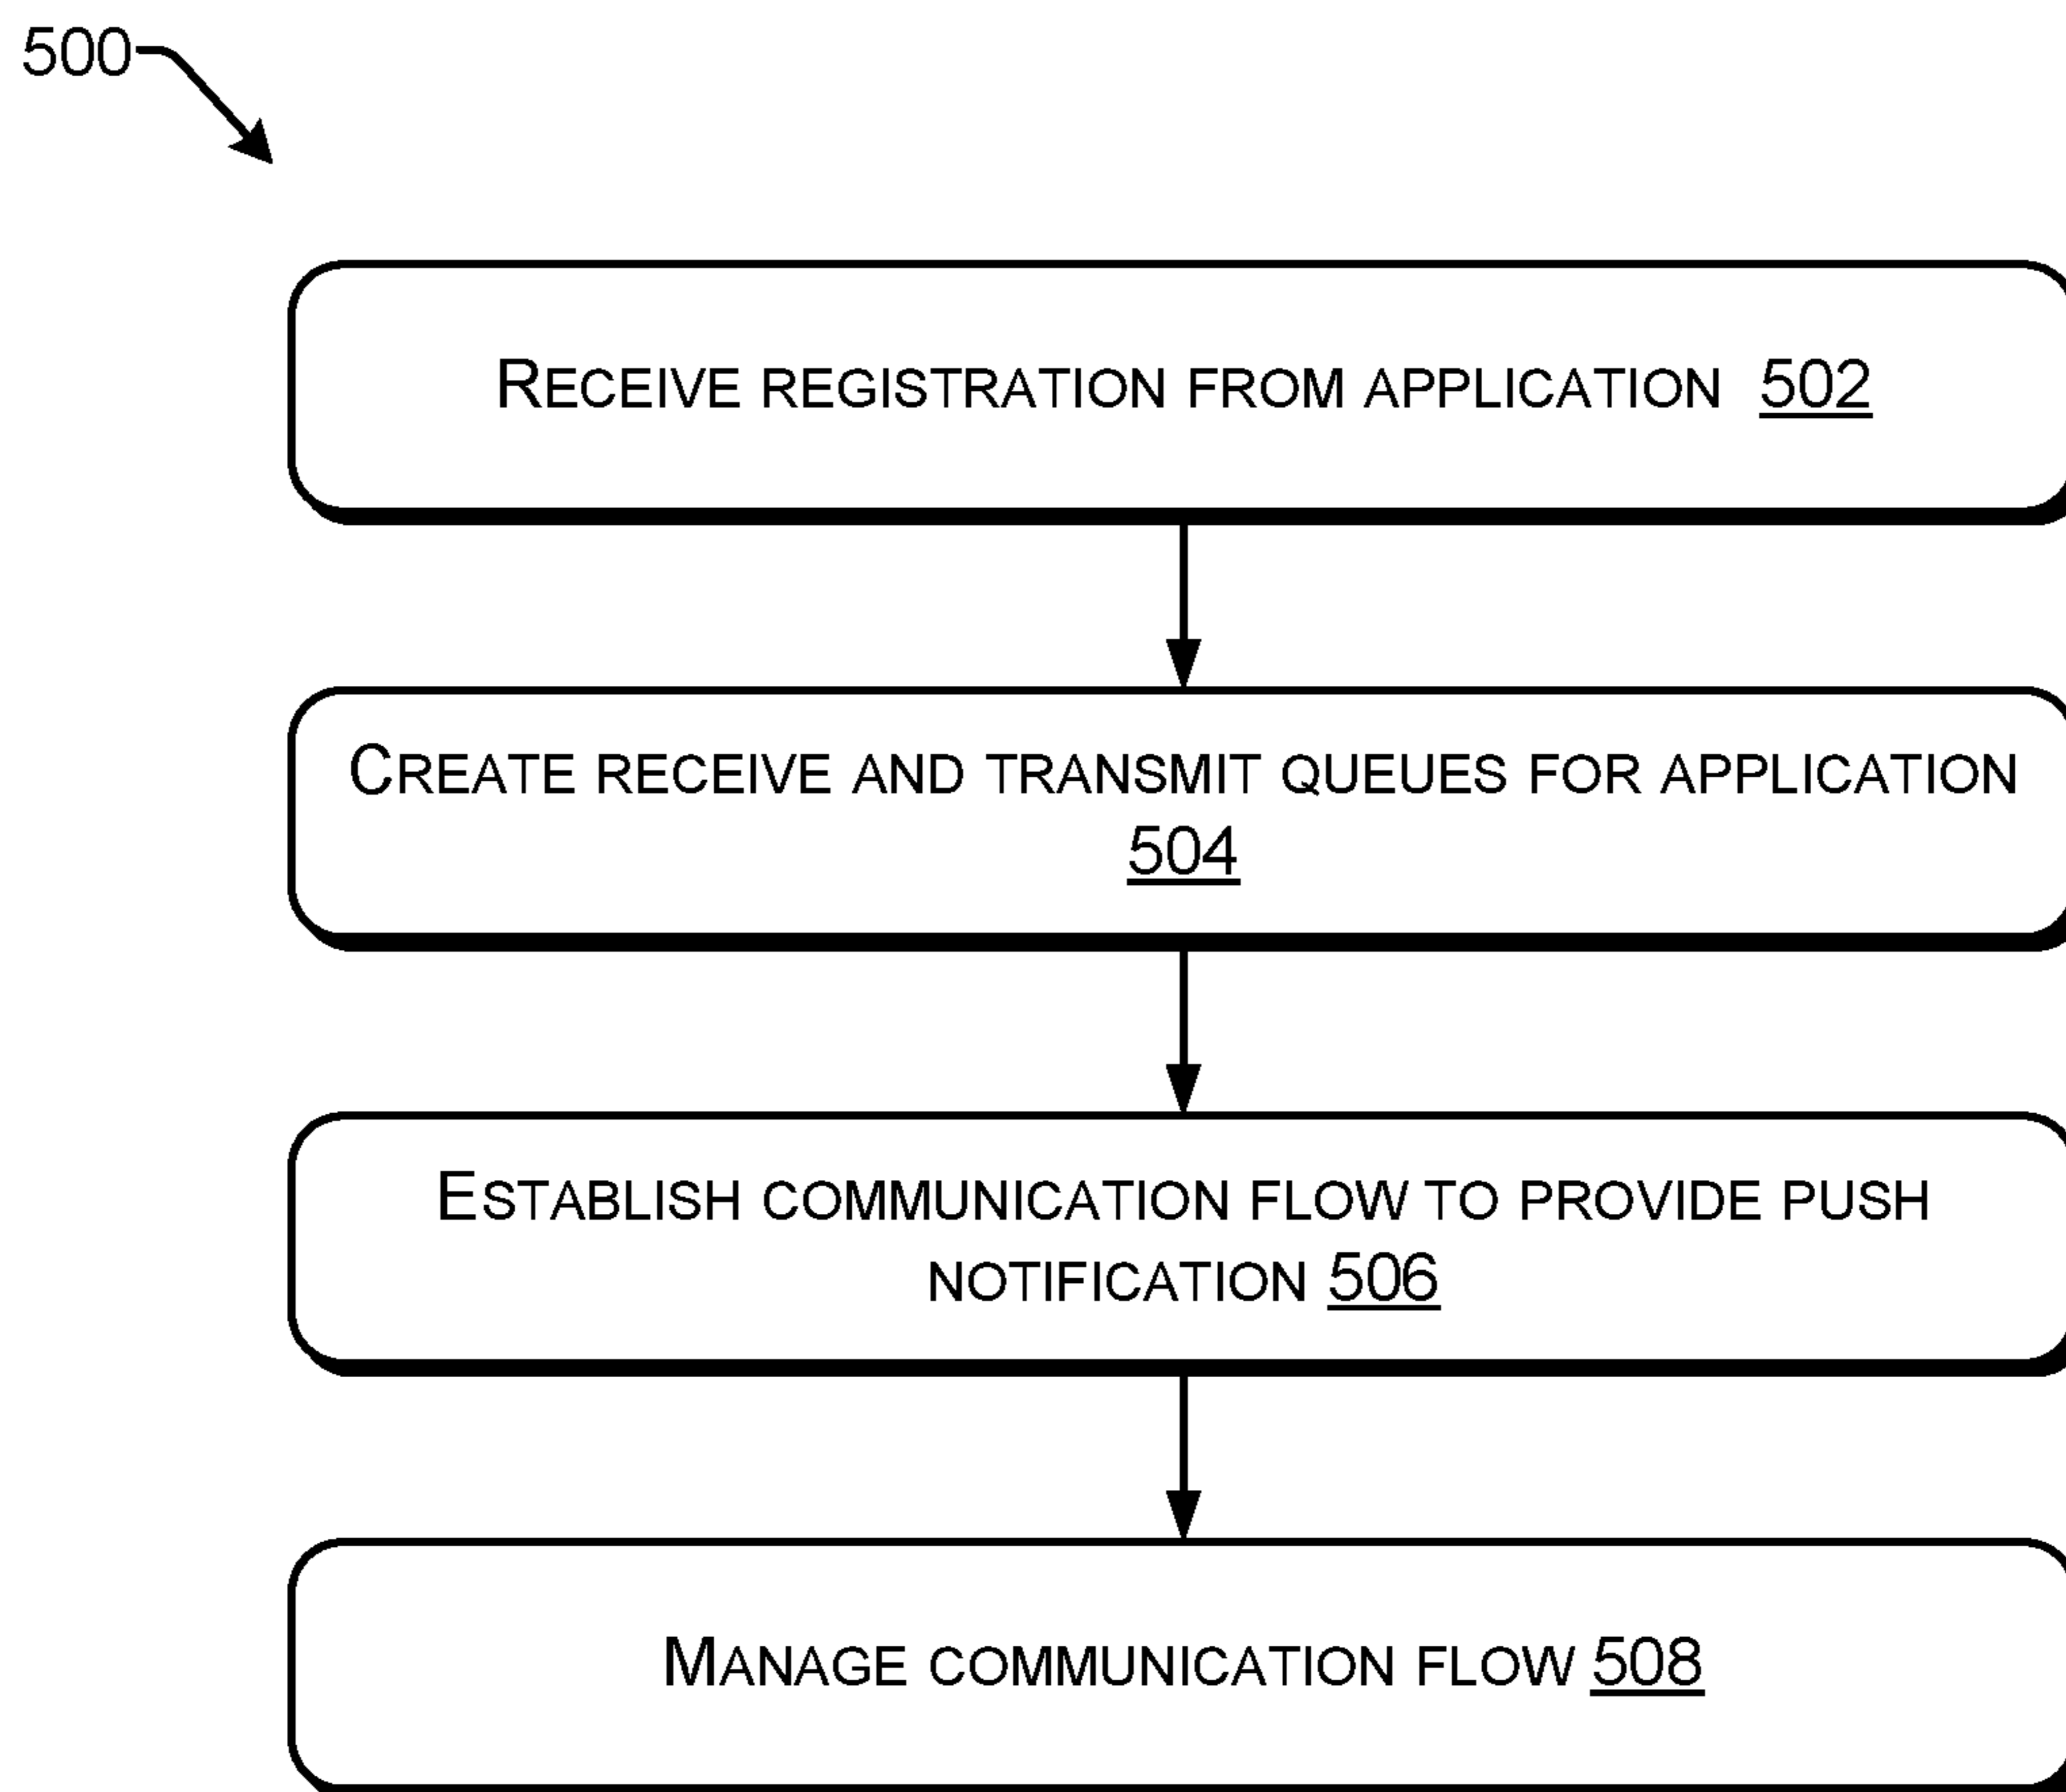 500
RECEIVE REGISTRATION FROM APPLICATION 502
CREATE RECEIVE AND TRANSMIT QUEUES FOR APPLICATION
504
ESTABLISH COMMUNICATION FLOW TO PROVIDE PUSH
NOTIFICATION 506
MANAGE COMMUNICATION FLOW 508